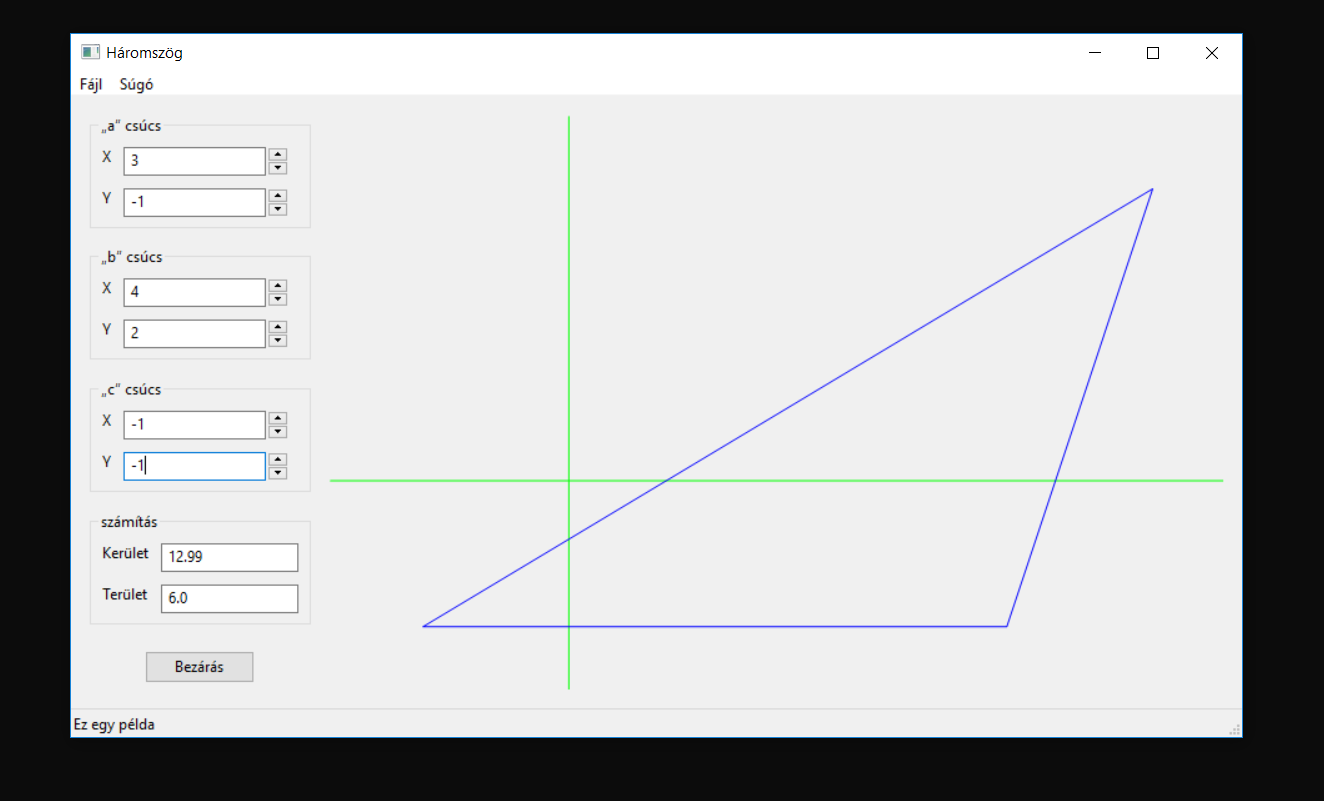 Háromszög
Fájl Súgó
„a“ csúcs
X 3
Y -1
„b“ csúcs
X 4
Y 2
„c“ csúcs
X -1
Y -1
számítás
Kerület 12.99
Terület 6.0
Bezárás
Ez egy példa